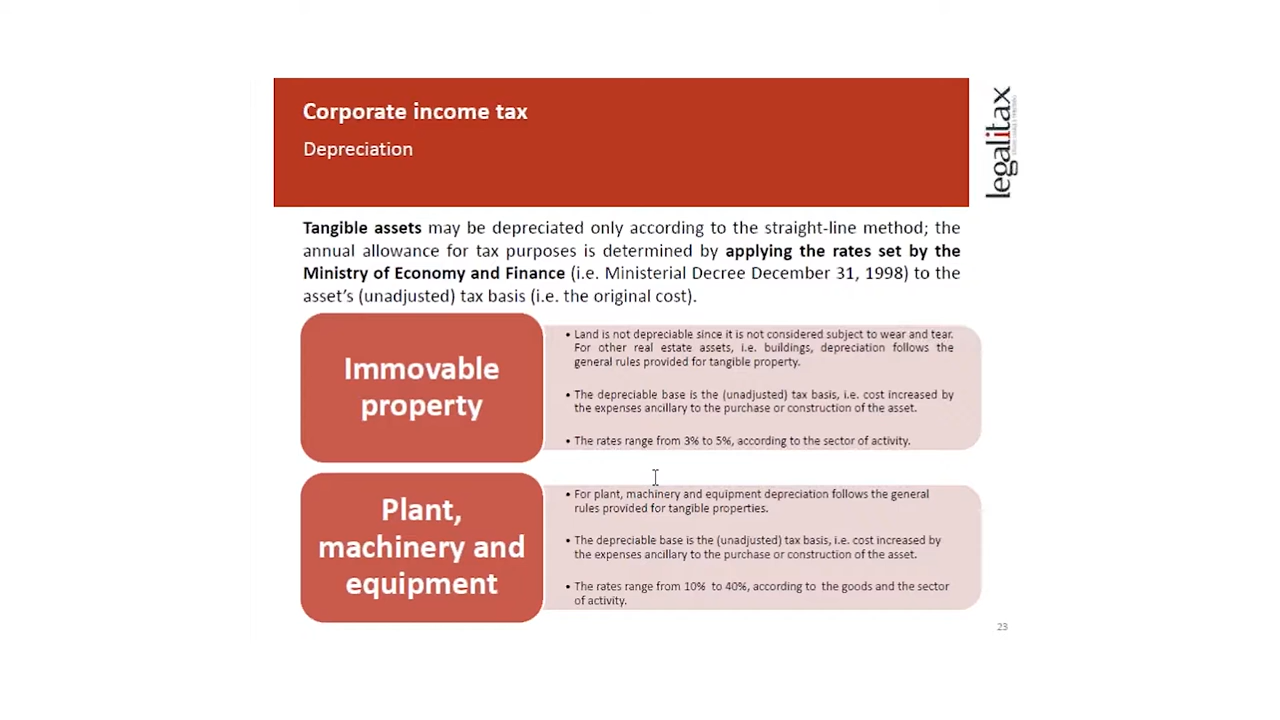 Corporate income tax
Depreciation
legalitax
Tangible assets may be depreciated only according to the straight-line method; the
annual allowance for tax purposes is determined by applying the rates set by the
Ministry of Economy and Finance (i.e. Ministerial Decree December 31, 1998) to the
asset's (unadjusted) tax basis (i.e. the original cost).
Immovable
property
• Land is not depreciable since it is not considered subject to wear and tear.
For other real estate assets, i.e. buildings, depreciation follows the
general rules provided for tangible property.
• The depreciable base is the (unadjusted) tax basis, i.e. cost increased by
the expenses ancillary to the purchase or construction of the asset.
• The rates range from 3% to 5%, according to the sector of activity.
Plant,
machinery and
equipment
• For plant, machinery and equipment depreciation follows the general
rules provided for tangible properties.
• The depreciable base is the (unadjusted) tax basis, i.e. cost increased by
the expenses ancillary to the purchase or construction of the asset.
• The rates range from 10% to 40%, according to the goods and the sector
of activity.
23